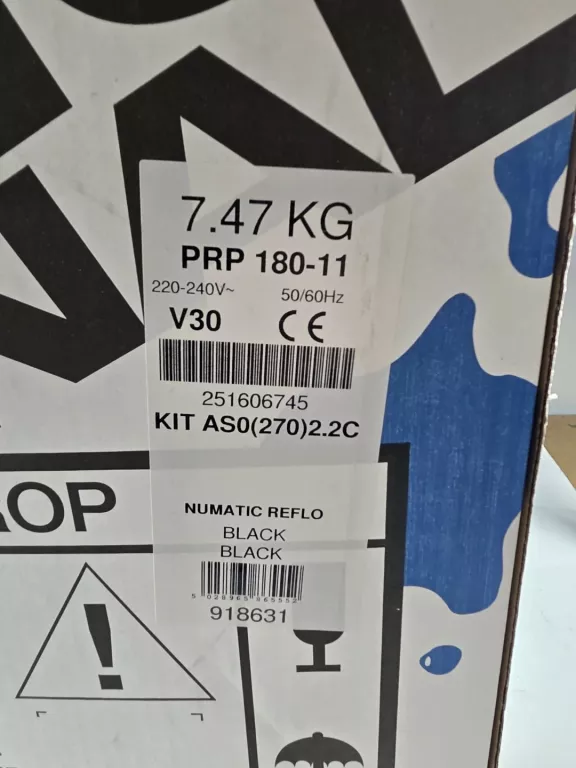 7.47 KG
PRP 180-11
220-240V~ 50/60Hz
V30 CE
251606745
KIT AS0(270)2.2C
NUMATIC REFLO
BLACK
BLACK
918631